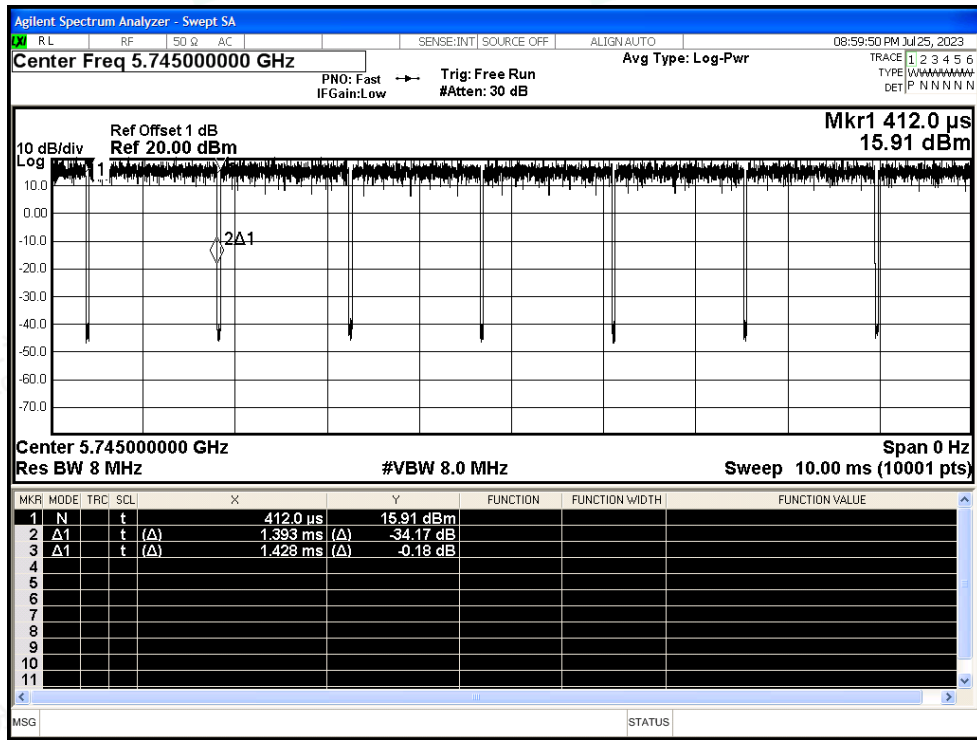 Agilent Spectrum Analyzer - Swept SA
LXI RL RF 50 Ω AC SENSE:INT SOURCE OFF ALIGN AUTO 08:59:50 PM Jul 25, 2023
Center Freq 5.745000000 GHz
PNO: Fast
IFGain:Low
Trig: Free Run
#Atten: 30 dB
Avg Type: Log-Pwr
TRACE 1 2 3 4 5 6
TYPE
DET P N N N N N
Mkr1 412.0 μs
15.91 dBm
Ref Offset 1 dB
10 dB/div Ref 20.00 dBm
Log
1
10.0
0.00
-10.0
2Δ1
-20.0
-30.0
-40.0
-50.0
-60.0
-70.0
Center 5.745000000 GHz Span 0 Hz
Res BW 8 MHz #VBW 8.0 MHz Sweep 10.00 ms (10001 pts)
MKR MODE TRC SCL X Y FUNCTION FUNCTION WIDTH FUNCTION VALUE
1 N t 412.0 μs 15.91 dBm
2 Δ1 t (Δ) 1.393 ms (Δ) -34.17 dB
3 Δ1 t (Δ) 1.428 ms (Δ) -0.18 dB
4
5
6
7
8
9
10
11
MSG STATUS